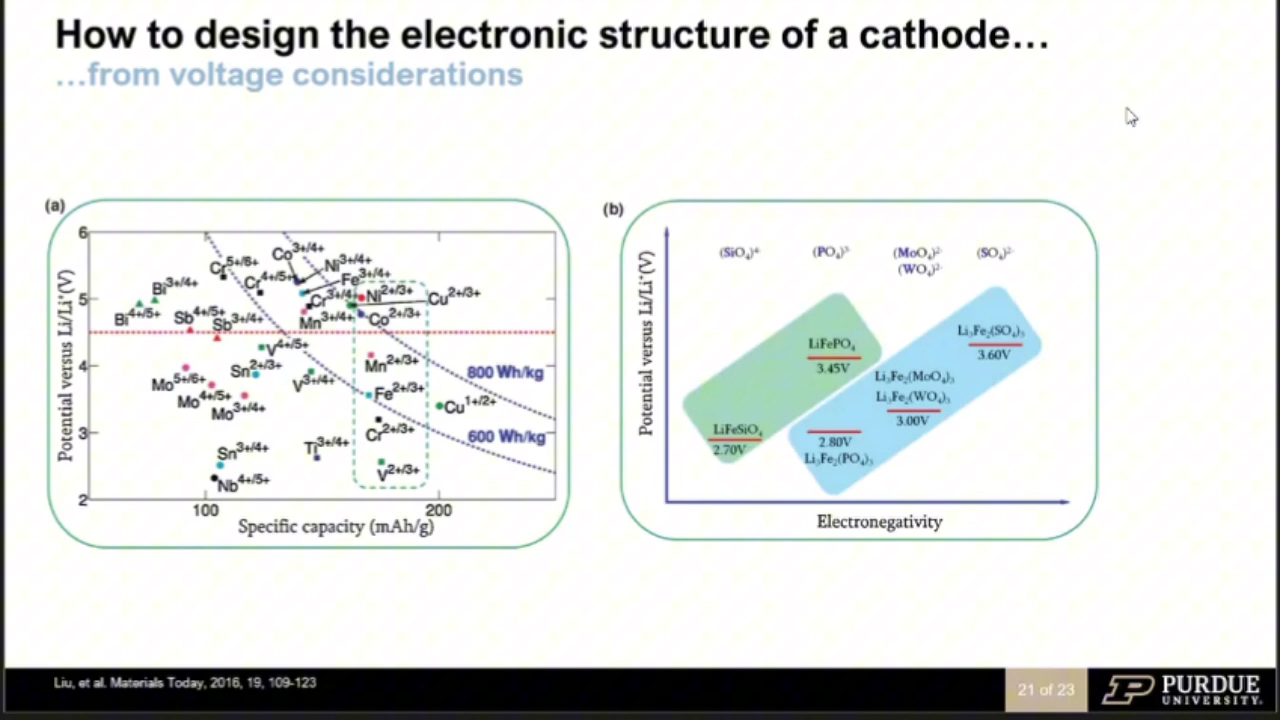 How to design the electronic structure of a cathode…
…from voltage considerations
(a)
Potential versus Li/Li⁺(V)
6
5
4
3
2
Co³⁺/⁴⁺
Ni³⁺/⁴⁺
Cr⁵⁺/⁶⁺
Cr⁴⁺/⁵⁺
Fe³⁺/⁴⁺
Bi³⁺/⁴⁺
Cr³⁺/⁴⁺
Ni²⁺/³⁺
Cu²⁺/³⁺
Bi⁴⁺/⁵⁺
Sb⁴⁺/⁵⁺
Sb³⁺/⁴⁺
Mn³⁺/⁴⁺
Co²⁺/³⁺
V⁴⁺/⁵⁺
Sn²⁺/³⁺
Mn²⁺/³⁺
800 Wh/kg
Mo⁵⁺/⁶⁺
V³⁺/⁴⁺
Fe²⁺/³⁺
Mo⁴⁺/⁵⁺
Mo³⁺/⁴⁺
Cu¹⁺/²⁺
Cr²⁺/³⁺
600 Wh/kg
Ti³⁺/⁴⁺
Sn³⁺/⁴⁺
V²⁺/³⁺
Nb⁴⁺/⁵⁺
100
200
Specific capacity (mAh/g)
(b)
Potential versus Li/Li⁺(V)
(SiO₄)⁴⁻
(PO₄)³⁻
(MoO₄)²⁻
(WO₄)²⁻
(SO₄)²⁻
LiFePO₄
3.45V
Li₃Fe₂(SO₄)₃
3.60V
Li₃Fe₂(MoO₄)₃
Li₃Fe₂(WO₄)₃
3.00V
LiFeSiO₄
2.70V
2.80V
Li₃Fe₂(PO₄)₃
Electronegativity
Liu, et al. Materials Today, 2016, 19, 109-123
21 of 23
PURDUE
UNIVERSITY.